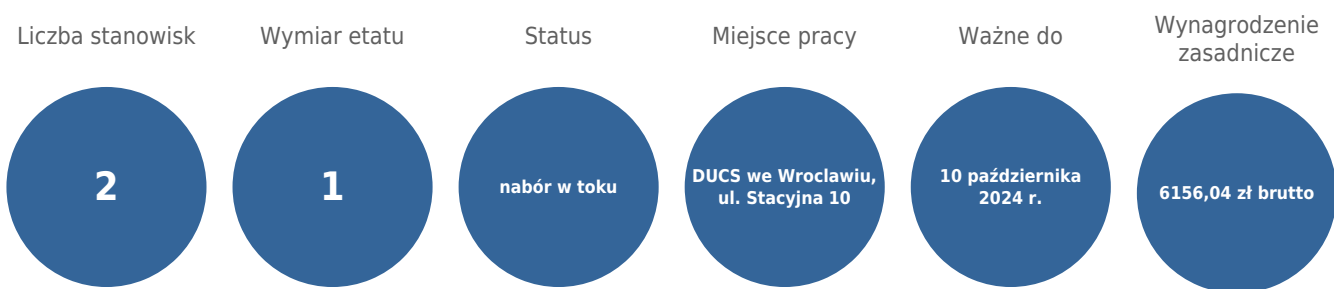 Liczba stanowisk
2
Wymiar etatu
1
Status
nabór w toku
Miejsce pracy
DUCS we Wroclawiu,
ul. Stacyjna 10
Ważne do
10 października
2024 r.
Wynagrodzenie
zasadnicze
6156,04 zł brutto